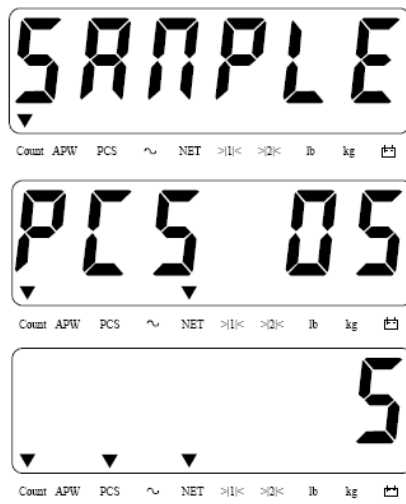 SAMPLE
▼
Count APW PCS ~ NET >|1|< >|2|< lb kg
PCS 05
▼ ▼
Count APW PCS ~ NET >|1|< >|2|< lb kg
5
▼ ▼ ▼
Count APW PCS ~ NET >|1|< >|2|< lb kg